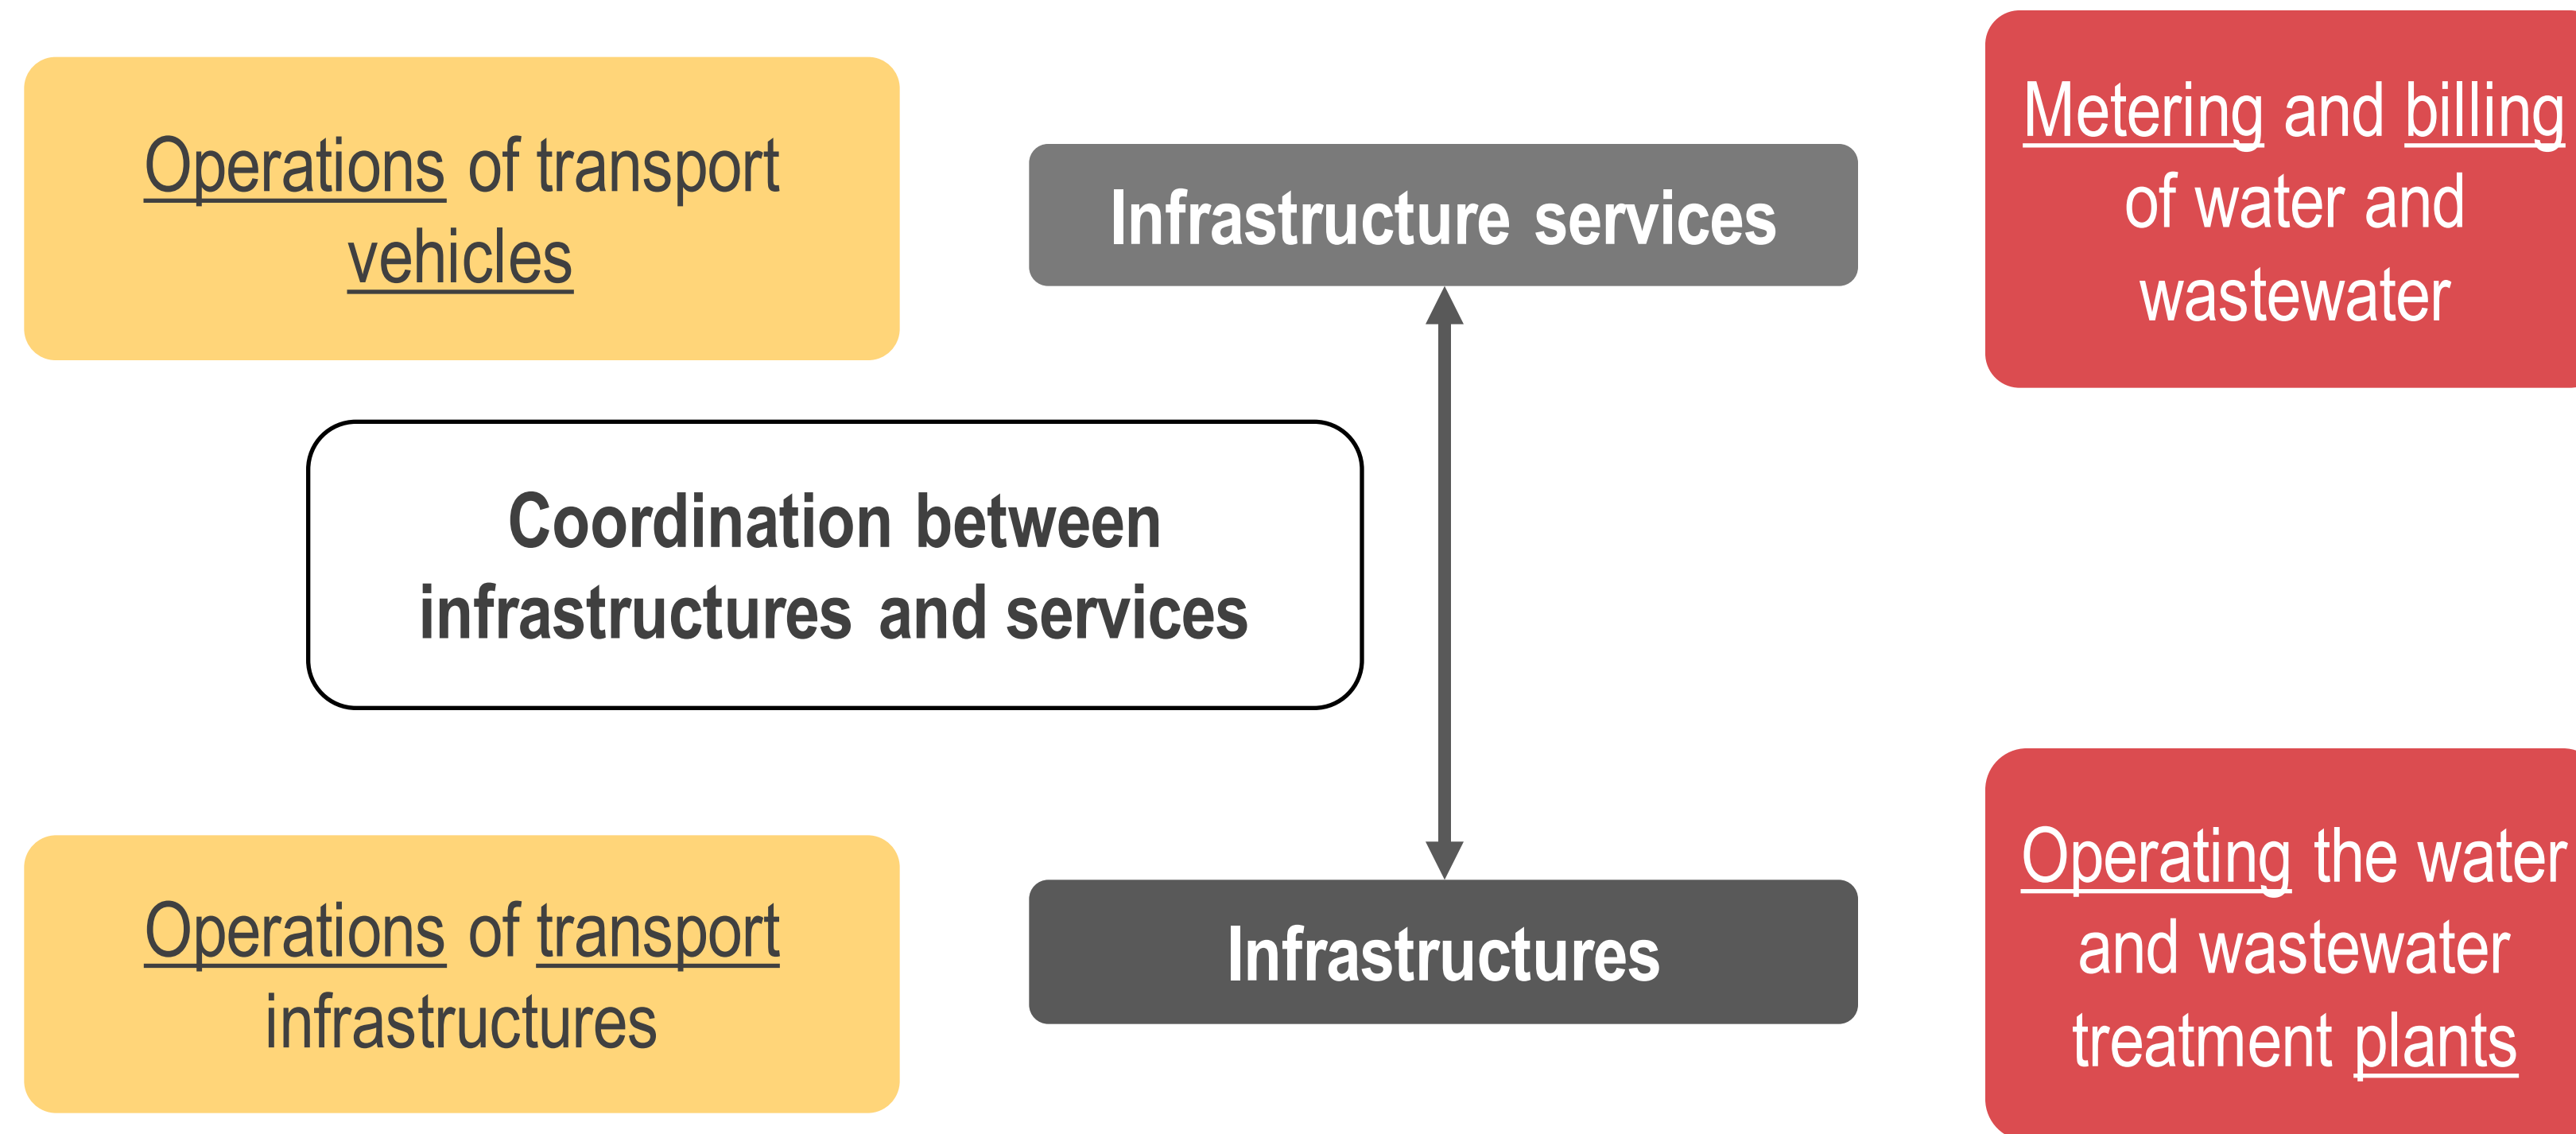 Operations of transport
vehicles
Infrastructure services
Metering and billing
of water and
wastewater
Coordination between
infrastructures and services
Operations of transport
infrastructures
Infrastructures
Operating the water
and wastewater
treatment plants